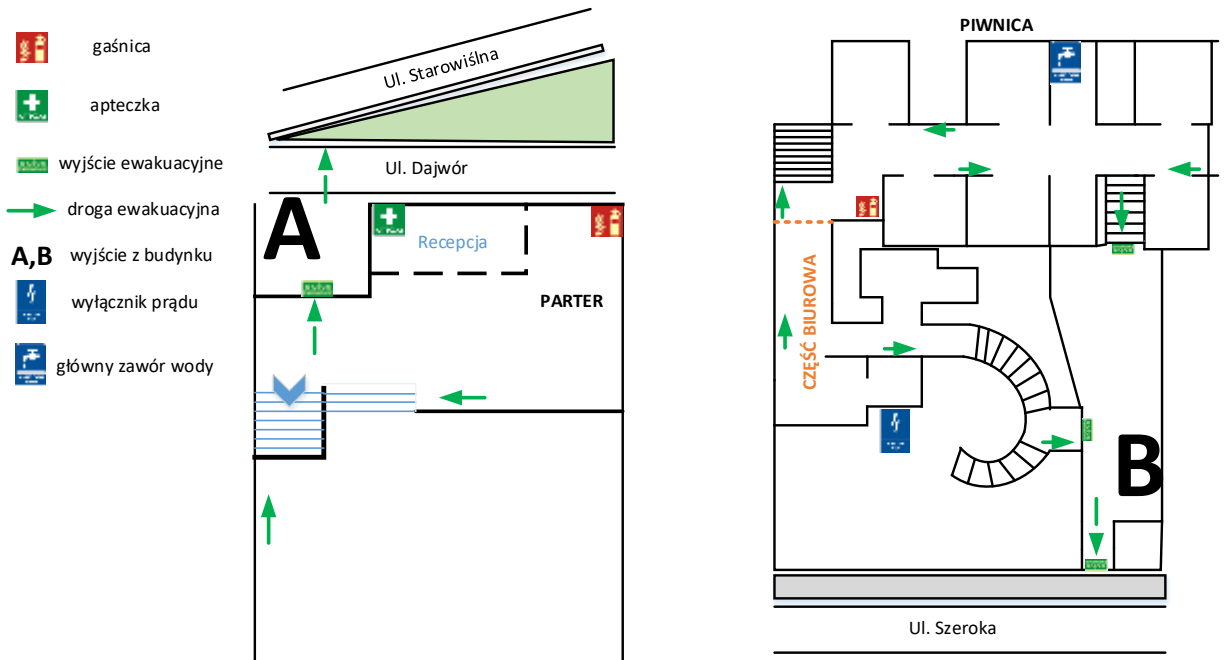 gaśnica
apteczka
wyjście ewakuacyjne
droga ewakuacyjna
A,B wyjście z budynku
wyłącznik prądu
główny zawór wody
Ul. Starowiślna
Ul. Dajwór
A
Recepcja
PARTER
PIWNICA
CZĘŚĆ BIUROWA
B
Ul. Szeroka